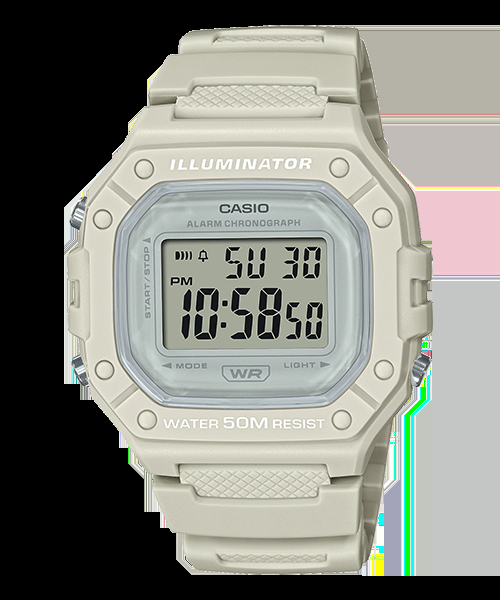 ILLUMINATOR
CASIO
ALARM CHRONOGRAPH
START/STOP
SU 30
PM
10:58 50
MODE LIGHT
WR
WATER 50M RESIST